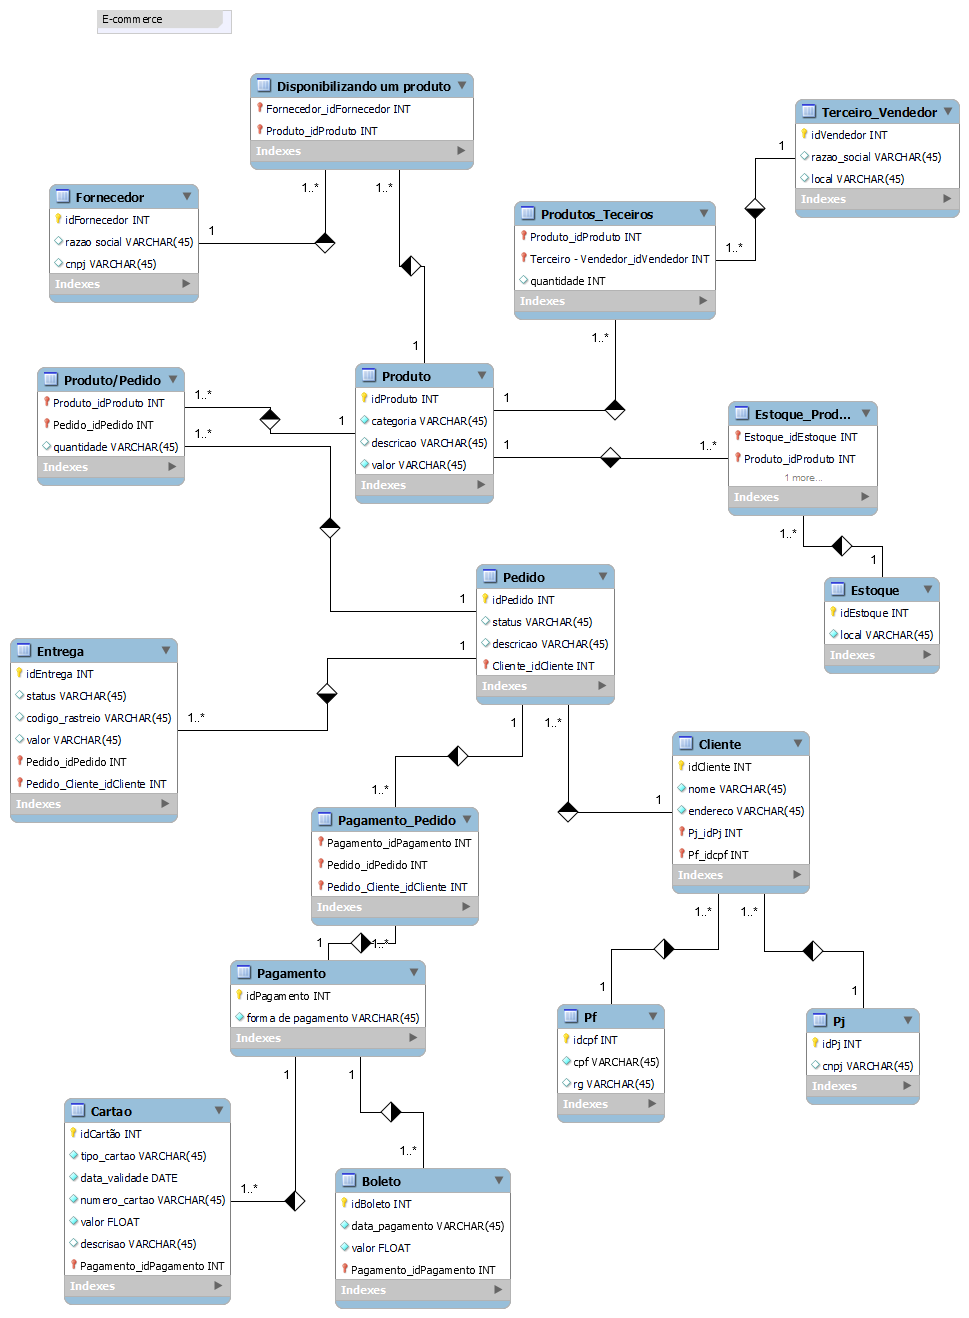 E-commerce
Disponibilizando um produto
Fornecedor_idFornecedor INT
Produto_idProduto INT
Indexes
Terceiro_Vendedor
idVendedor INT
razao_social VARCHAR(45)
local VARCHAR(45)
Indexes
1
1..*
1..*
1..*
Fornecedor
idFornecedor INT
razao social VARCHAR(45)
cnpj VARCHAR(45)
Indexes
1
1
Produtos_Teceiros
Produto_idProduto INT
Terceiro - Vendedor_idVendedor INT
quantidade INT
Indexes
1..*
Produto/Pedido
Produto_idProduto INT
Pedido_idPedido INT
quantidade INT
Indexes
1..*
1..*
1
Produto
idProduto INT
categoria VARCHAR(45)
descricao VARCHAR(45)
valor VARCHAR(45)
Indexes
1
1
1..*
Estoque_Prod...
Estoque_idEstoque INT
Produto_idProduto INT
1 more...
Indexes
1..*
1
Estoque
idEstoque INT
local VARCHAR(45)
Indexes
Pedido
idPedido INT
status VARCHAR(45)
descricao VARCHAR(45)
Cliente_idCliente INT
Indexes
1
1
1
1..*
Entrega
idEntrega INT
status VARCHAR(45)
codigo_rastreio VARCHAR(45)
valor VARCHAR(45)
Pedido_idPedido INT
Pedido_Cliente_idCliente INT
Indexes
1..*
1..*
1
Cliente
idCliente INT
nome VARCHAR(45)
endereco VARCHAR(45)
Pj_idPj INT
Pf_idcpf INT
Indexes
1..*
1..*
Pagamento_Pedido
Pagamento_idPagamento INT
Pedido_idPedido INT
Pedido_Cliente_idCliente INT
Indexes
1
1..*
Pagamento
idPagamento INT
forma de pagamento VARCHAR(45)
Indexes
1
1
1
1
Pf
idcpf INT
cpf VARCHAR(45)
rg VARCHAR(45)
Indexes
Pj
idPj INT
cnpj VARCHAR(45)
Indexes
Cartao
idCartão INT
tipo_cartao VARCHAR(45)
data_validade DATE
numero_cartao VARCHAR(45)
valor FLOAT
descrisao VARCHAR(45)
Pagamento_idPagamento INT
Indexes
1..*
1..*
Boleto
idBoleto INT
data_pagamento VARCHAR(45)
valor FLOAT
Pagamento_idPagamento INT
Indexes